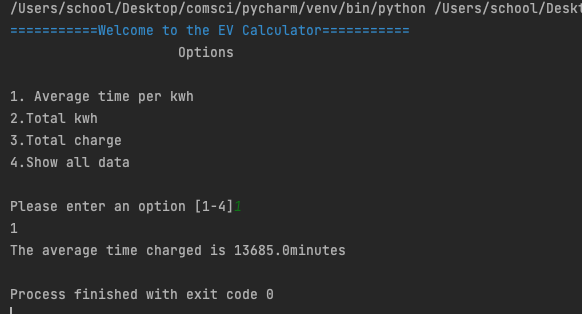 /Users/school/Desktop/comsci/pycharm/venv/bin/python /Users/school/Deskt
===========Welcome to the EV Calculator===========
Options
1. Average time per kwh
2.Total kwh
3.Total charge
4.Show all data
Please enter an option [1-4]1
1
The average time charged is 13685.0minutes
Process finished with exit code 0